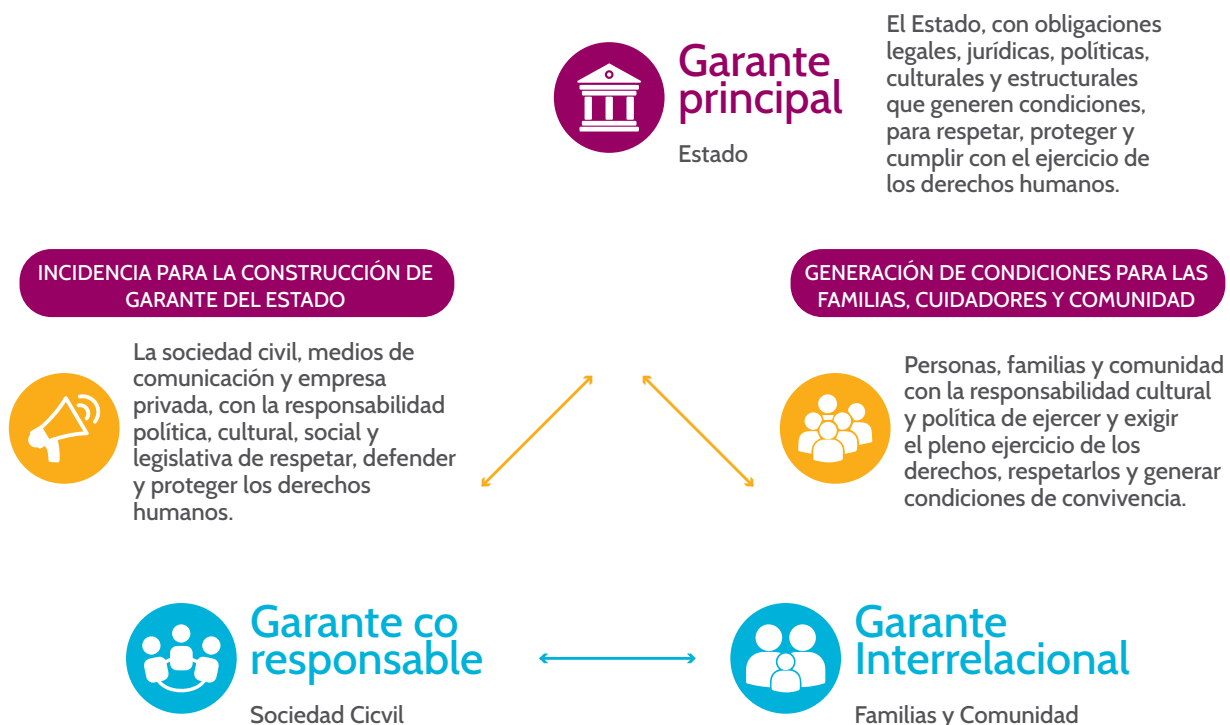 Garante
principal
Estado
El Estado, con obligaciones
legales, jurídicas, políticas,
culturales y estructurales
que generen condiciones,
para respetar, proteger y
cumplir con el ejercicio de
los derechos humanos.
INCIDENCIA PARA LA CONSTRUCCIÓN DE
GARANTE DEL ESTADO
La sociedad civil, medios de
comunicación y empresa
privada, con la responsabilidad
política, cultural, social y
legislativa de respetar, defender
y proteger los derechos
humanos.
GENERACIÓN DE CONDICIONES PARA LAS
FAMILIAS, CUIDADORES Y COMUNIDAD
Personas, familias y comunidad
con la responsabilidad cultural
y política de ejercer y exigir
el pleno ejercicio de los
derechos, respetarlos y generar
condiciones de convivencia.
Garante co
responsable
Sociedad Cicvil
Garante
Interrelacional
Familias y Comunidad